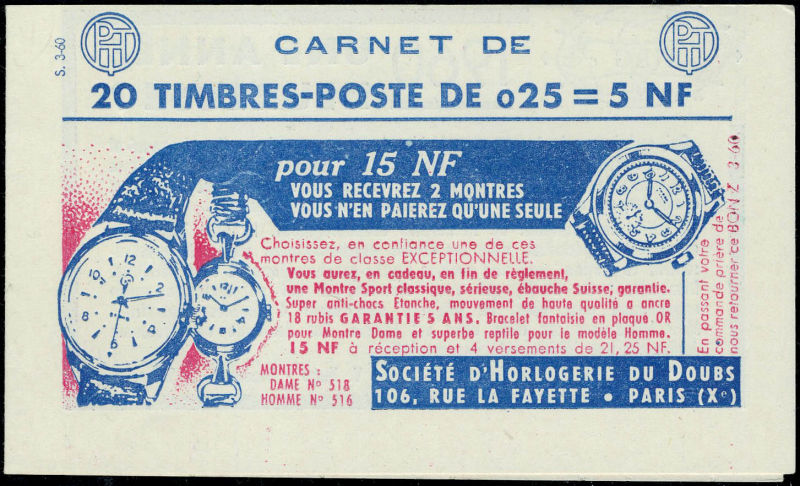 S. 3-60
PTT
CARNET DE
PTT
20 TIMBRES-POSTE DE 025 = 5 NF
pour 15 NF
VOUS RECEVREZ 2 MONTRES
VOUS N'EN PAIEREZ QU'UNE SEULE
Choisissez, en confiance une de ces
montres de classe EXCEPTIONNELLE.
Vous aurez, en cadeau, en fin de règlement,
une Montre Sport classique, sérieuse, ébauche Suisse, garantie.
Super anti-chocs Etanche, mouvement de haute qualité a ancre
18 rubis GARANTIE 5 ANS. Bracelet fantaisie en plaque. OR
pour Montre Dame et superbe reptile pour le modèle Homme.
15 NF à réception et 4 versements de 21, 25 NF.
MONTRES :
DAME No 518
HOMME No 516
SOCIÉTÉ D'HORLOGERIE DU DOUBS
106, RUE LA FAYETTE • PARIS (Xe)
En passant votre
commande prière de
nous retourner ce BON Z 3-60